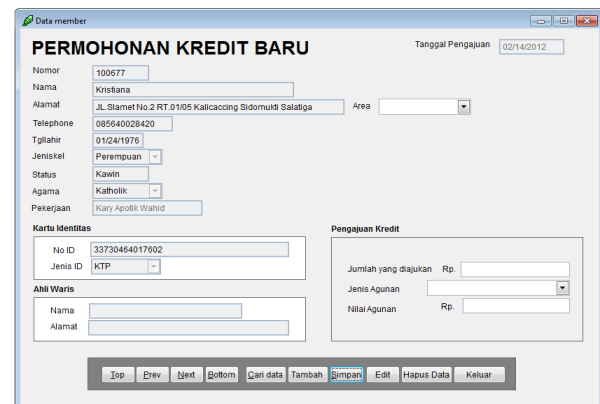 Data member
PERMOHONAN KREDIT BARU
Tanggal Pengajuan 02/14/2012
Nomor 100677
Nama Kristiana
Alamat JL.Slamet No.2 RT.01/05 Kalicaccing Sidomukti Salatiga Area
Telephone 085640028420
Tgllahir 01/24/1976
Jeniskel Perempuan
Status Kawin
Agama Katholik
Pekerjaan Kary Apotik Wahid
Kartu Identitas
No ID 33730464017602
Jenis ID KTP
Ahli Waris
Nama
Alamat
Pengajuan Kredit
Jumlah yang diajukan Rp.
Jenis Agunan
Nilai Agunan Rp.
Top Prev Next Bottom Cari data Tambah Simpan Edit Hapus Data Keluar